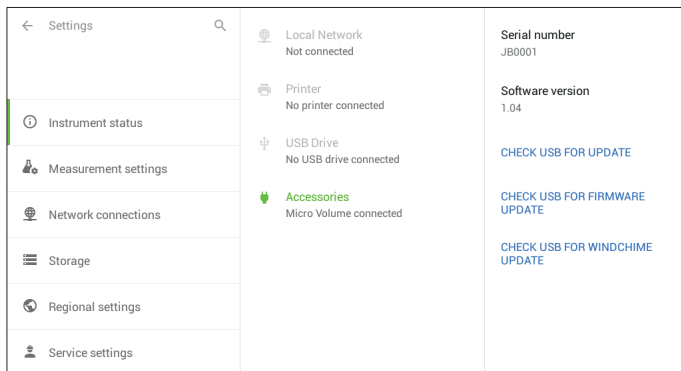 Settings
Instrument status
Measurement settings
Network connections
Storage
Regional settings
Service settings
Local Network
Not connected
Printer
No printer connected
USB Drive
No USB drive connected
Accessories
Micro Volume connected
Serial number
JB0001
Software version
1.04
CHECK USB FOR UPDATE
CHECK USB FOR FIRMWARE
UPDATE
CHECK USB FOR WINDCHIME
UPDATE